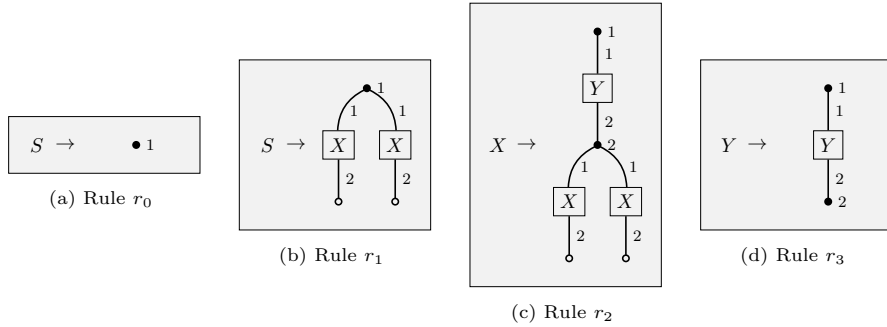 S → 1
(a) Rule r₀
1
1 1
S → X X
2 2
(b) Rule r₁
1
1
Y
2
X → 2
1 1
X X
2 2
(c) Rule r₂
1
1
Y → Y
2
2
(d) Rule r₃